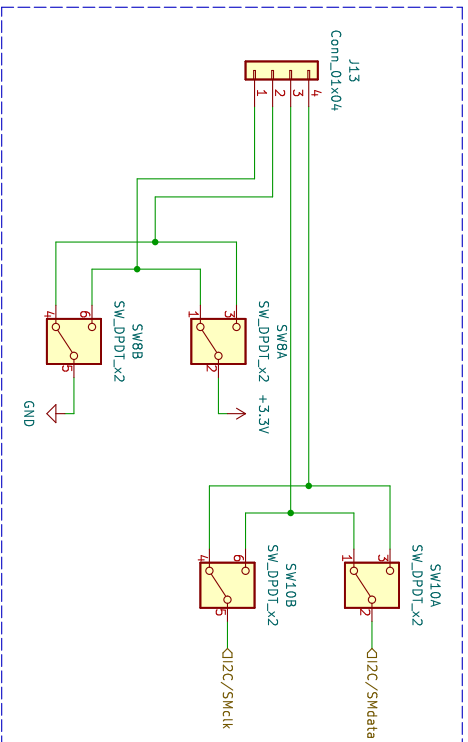 J13
Conn_01x04
1
2
3
4
4
6
5
SW8B
SW_DPDT_x2
1
3
2
SW8A
SW_DPDT_x2
GND
+3.3V
4
6
5
SW10B
SW_DPDT_x2
1
3
2
SW10A
SW_DPDT_x2
I2C/SMclk
I2C/SMdata